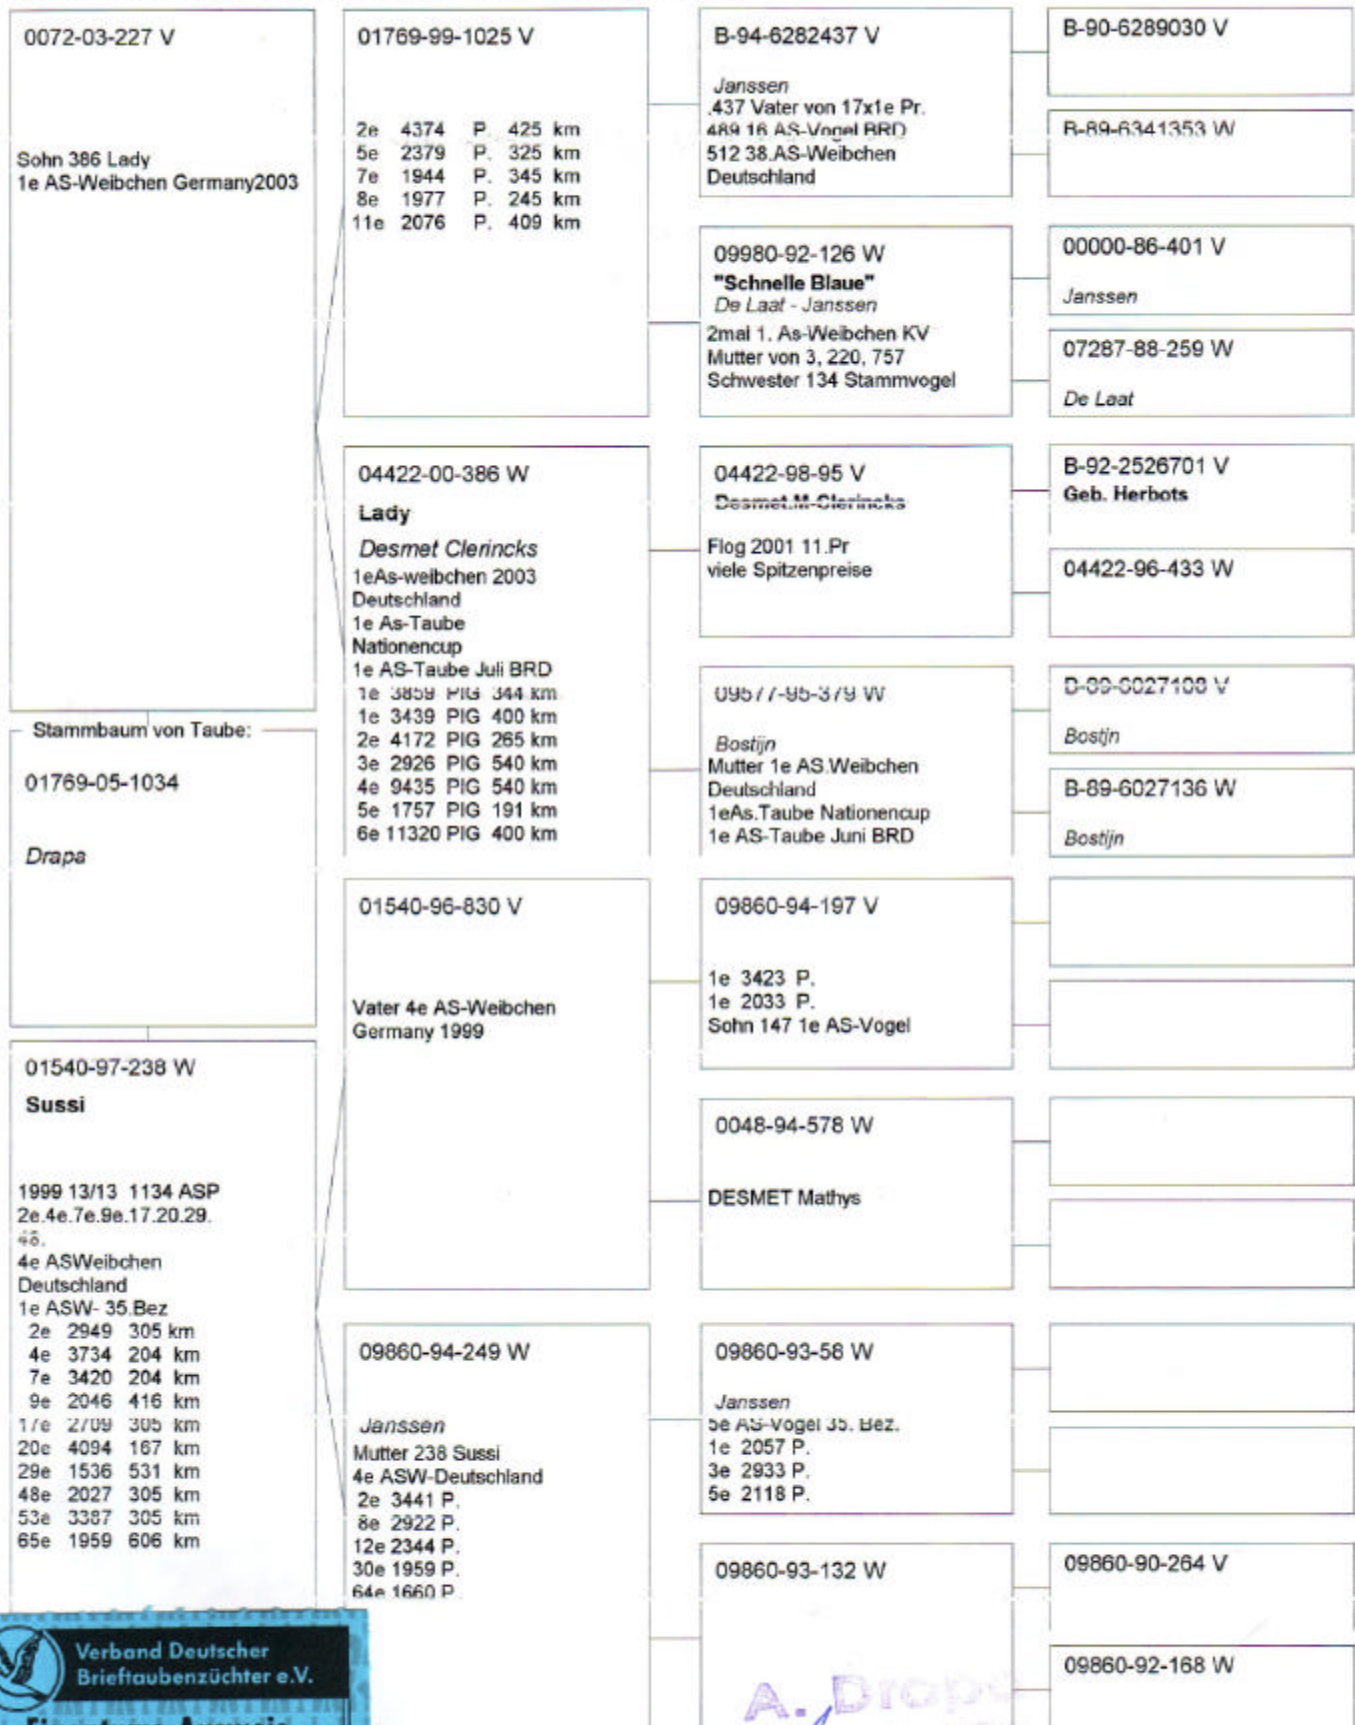 0072-03-227 V
Sohn 386 Lady
1e AS-Weibchen Germany2003
Stammbaum von Taube:
01769-05-1034
Drapa
01540-97-238 W
Sussi
1999 13/13 1134 ASP
2e.4e.7e.9e.17.20.29.
48.
4e ASWeibchen
Deutschland
1e ASW- 35.Bez
2e 2949 305 km
4e 3734 204 km
7e 3420 204 km
9e 2046 416 km
17e 2709 305 km
20e 4094 167 km
29e 1536 531 km
48e 2027 305 km
53e 3387 305 km
65e 1959 606 km
Verband Deutscher
Brieftaubenzüchter e.V.
01769-99-1025 V
2e 4374 P. 425 km
5e 2379 P. 325 km
7e 1944 P. 345 km
8e 1977 P. 245 km
11e 2076 P. 409 km
04422-00-386 W
Lady
Desmet Clerincks
1eAs-weibchen 2003
Deutschland
1e As-Taube
Nationencup
1e AS-Taube Juli BRD
1e 3859 PIG 344 km
1e 3439 PIG 400 km
2e 4172 PIG 265 km
3e 2926 PIG 540 km
4e 9435 PIG 540 km
5e 1757 PIG 191 km
6e 11320 PIG 400 km
01540-96-830 V
Vater 4e AS-Weibchen
Germany 1999
09860-94-249 W
Janssen
Mutter 238 Sussi
4e ASW-Deutschland
2e 3441 P.
8e 2922 P.
12e 2344 P.
30e 1959 P.
64e 1660 P.
B-94-6282437 V
Janssen
.437 Vater von 17x1e Pr.
489 16 AS-Vogel BRD
512 38.AS-Weibchen
Deutschland
09980-92-126 W
"Schnelle Blaue"
De Laat - Janssen
2mal 1. As-Weibchen KV
Mutter von 3, 220, 757
Schwester 134 Stammvogel
04422-98-95 V
Desmet.M-Clerincks
Flog 2001 11.Pr
viele Spitzenpreise
09577-95-379 W
Bostijn
Mutter 1e AS.Weibchen
Deutschland
1eAs.Taube Nationencup
1e AS-Taube Juni BRD
09860-94-197 V
1e 3423 P.
1e 2033 P.
Sohn 147 1e AS-Vogel
0048-94-578 W
DESMET Mathys
09860-93-58 W
Janssen
5e AS-Vogel 35. Bez.
1e 2057 P.
3e 2933 P.
5e 2118 P.
09860-93-132 W
A. Drapa
B-90-6289030 V
B-89-6341353 W
00000-86-401 V
Janssen
07287-88-259 W
De Laat
B-92-2526701 V
Geb. Herbots
04422-96-433 W
B-89-6027108 V
Bostjn
B-89-6027136 W
Bostijn
09860-90-264 V
09860-92-168 W